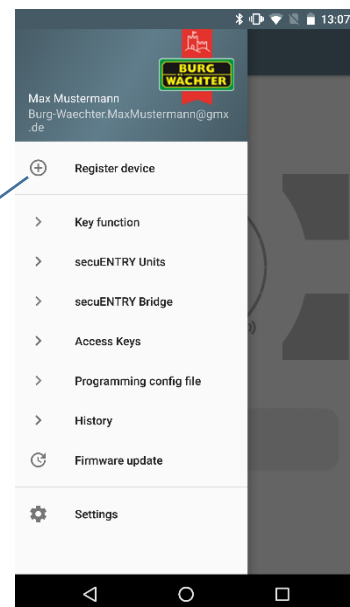 13:07
BURG
WÄCHTER
Max Mustermann
Burg-Waechter.MaxMustermann@gmx
.de
Register device
Key function
secuENTRY Units
secuENTRY Bridge
Access Keys
Programming config file
History
Firmware update
Settings